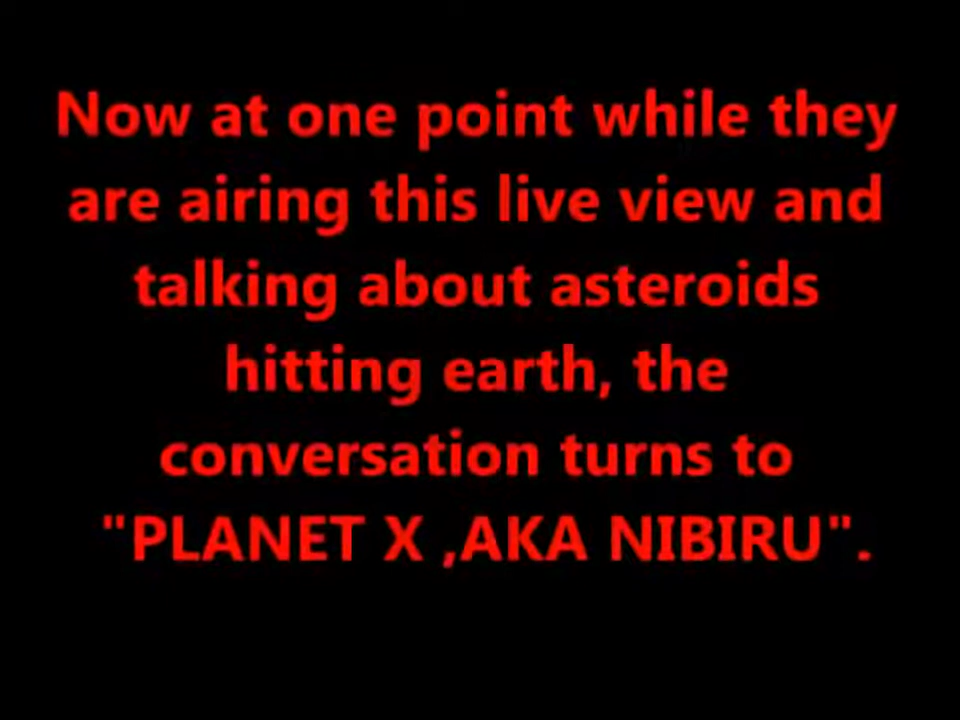 Now at one point while they
are airing this live view and
talking about asteroids
hitting earth, the
conversation turns to
"PLANET X ,AKA NIBIRU".